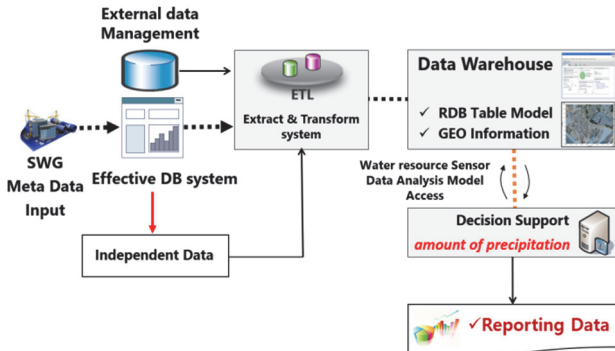 External data
Management
ETL
Extract & Transform
system
Data Warehouse
✓ RDB Table Model
✓ GEO Information
SWG
Meta Data
Input
Effective DB system
Water resource Sensor
Data Analysis Model
Access
Independent Data
Decision Support
amount of precipitation
✓Reporting Data